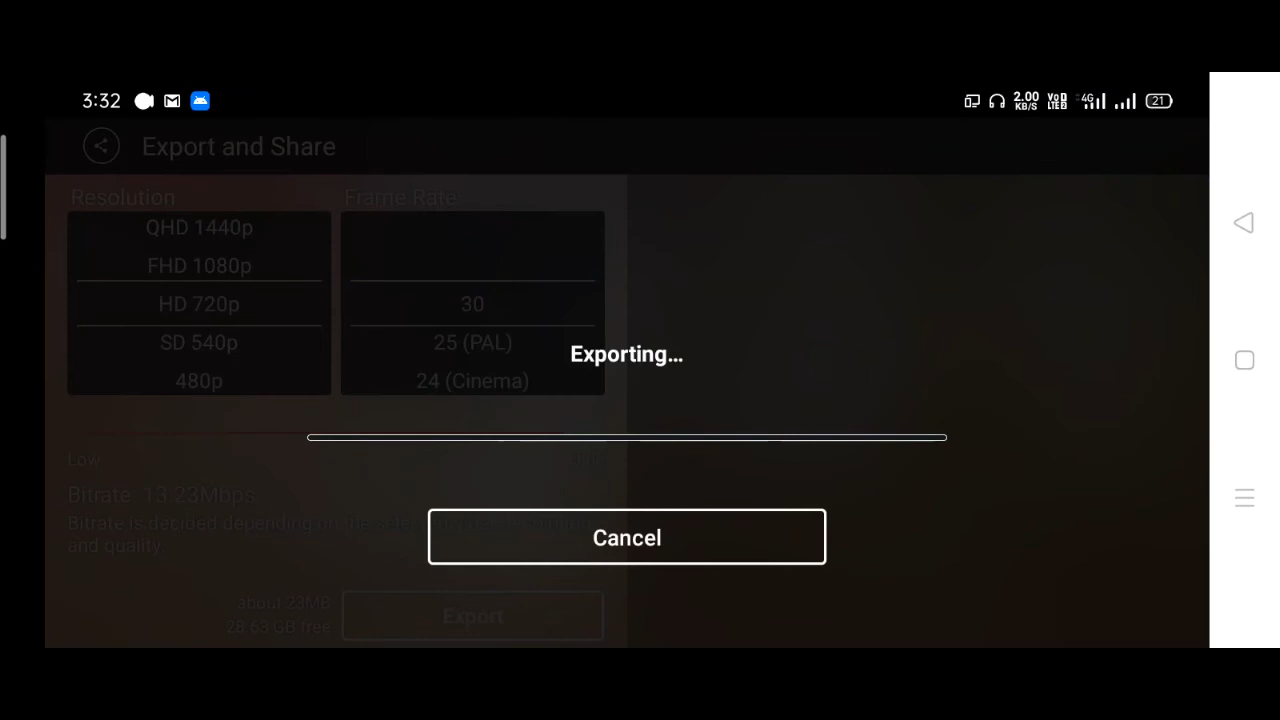 3:32
2.00
KB/S
VoD
LTED
4G
21
Export and Share
Resolution
Frame Rate
QHD 1440p
FHD 1080p
HD 720p
SD 540p
480p
30
25 (PAL)
24 (Cinema)
Exporting...
Low
Bitrate: 13.23Mbps
Bitrate is decided depending on the
and quality.
Cancel
about 23MB
28.63 GB free
Export